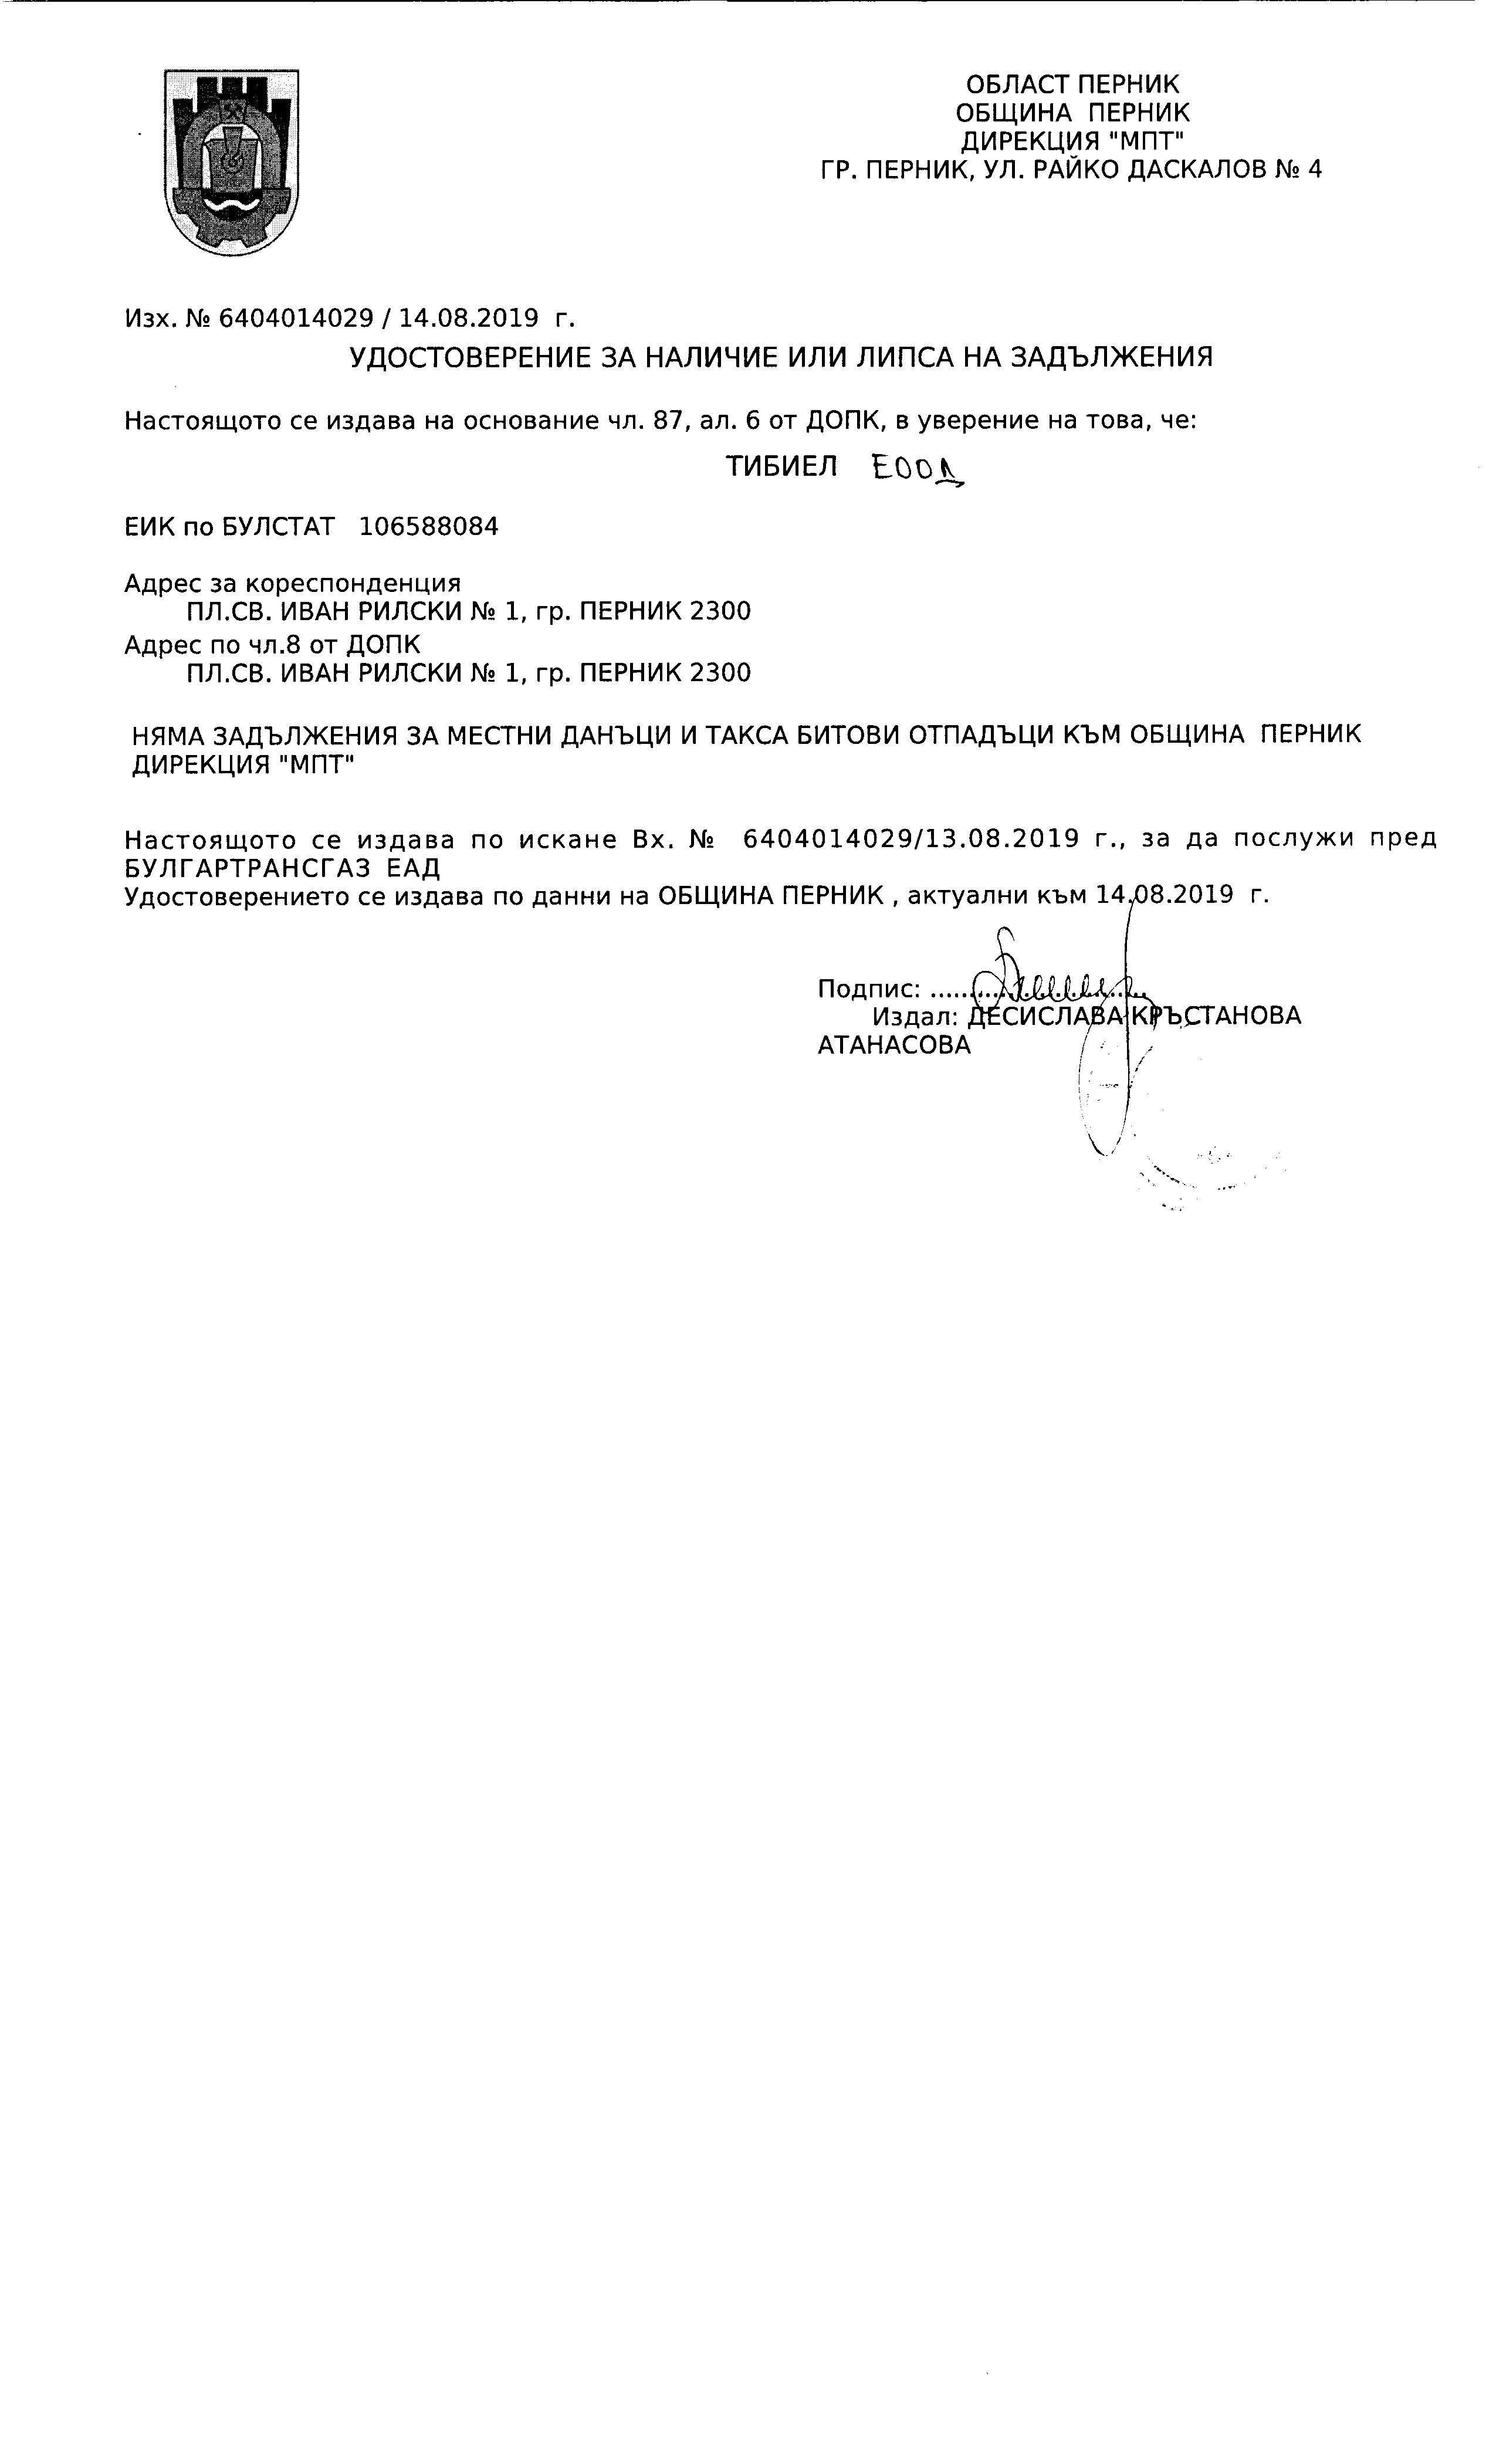 ОБЛАСТ ПЕРНИК
ОБЩИНА ПЕРНИК
ДИРЕКЦИЯ "МПТ"
ГР. ПЕРНИК, УЛ. РАЙКО ДАСКАЛОВ № 4
Изх. № 6404014029 / 14.08.2019 г.
УДОСТОВЕРЕНИЕ ЗА НАЛИЧИЕ ИЛИ ЛИПСА НА ЗАДЪЛЖЕНИЯ
Настоящото се издава на основание чл. 87, ал. 6 от ДОПК, в уверение на това, че:
ТИБИЕЛ ЕООД
ЕИК по БУЛСТАТ 106588084
Адрес за кореспонденция
ПЛ.СВ. ИВАН РИЛСКИ № 1, гр. ПЕРНИК 2300
Адрес по чл.8 от ДОПК
ПЛ.СВ. ИВАН РИЛСКИ № 1, гр. ПЕРНИК 2300
НЯМА ЗАДЪЛЖЕНИЯ ЗА МЕСТНИ ДАНЪЦИ И ТАКСА БИТОВИ ОТПАДЪЦИ КЪМ ОБЩИНА ПЕРНИК
ДИРЕКЦИЯ "МПТ"
Настоящото се издава по искане Вх. № 6404014029/13.08.2019 г., за да послужи пред
БУЛГАРТРАНСГАЗ ЕАД
Удостоверението се издава по данни на ОБЩИНА ПЕРНИК , актуални към 14.08.2019 г.
Подпис: ............................
Издал: ДЕСИСЛАВА КРЪСТАНОВА
АТАНАСОВА